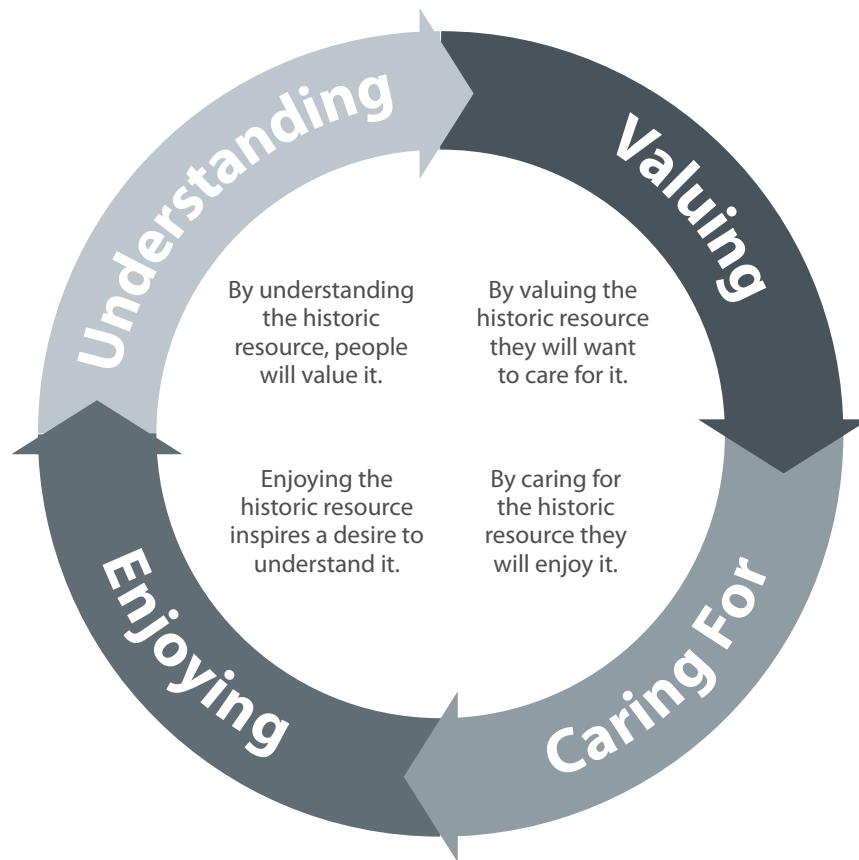 Understanding
Valuing
By understanding
the historic
resource, people
will value it.
By valuing the
historic resource
they will want
to care for it.
Enjoying the
historic resource
inspires a desire to
understand it.
By caring for
the historic
resource they
will enjoy it.
Enjoying
Caring For